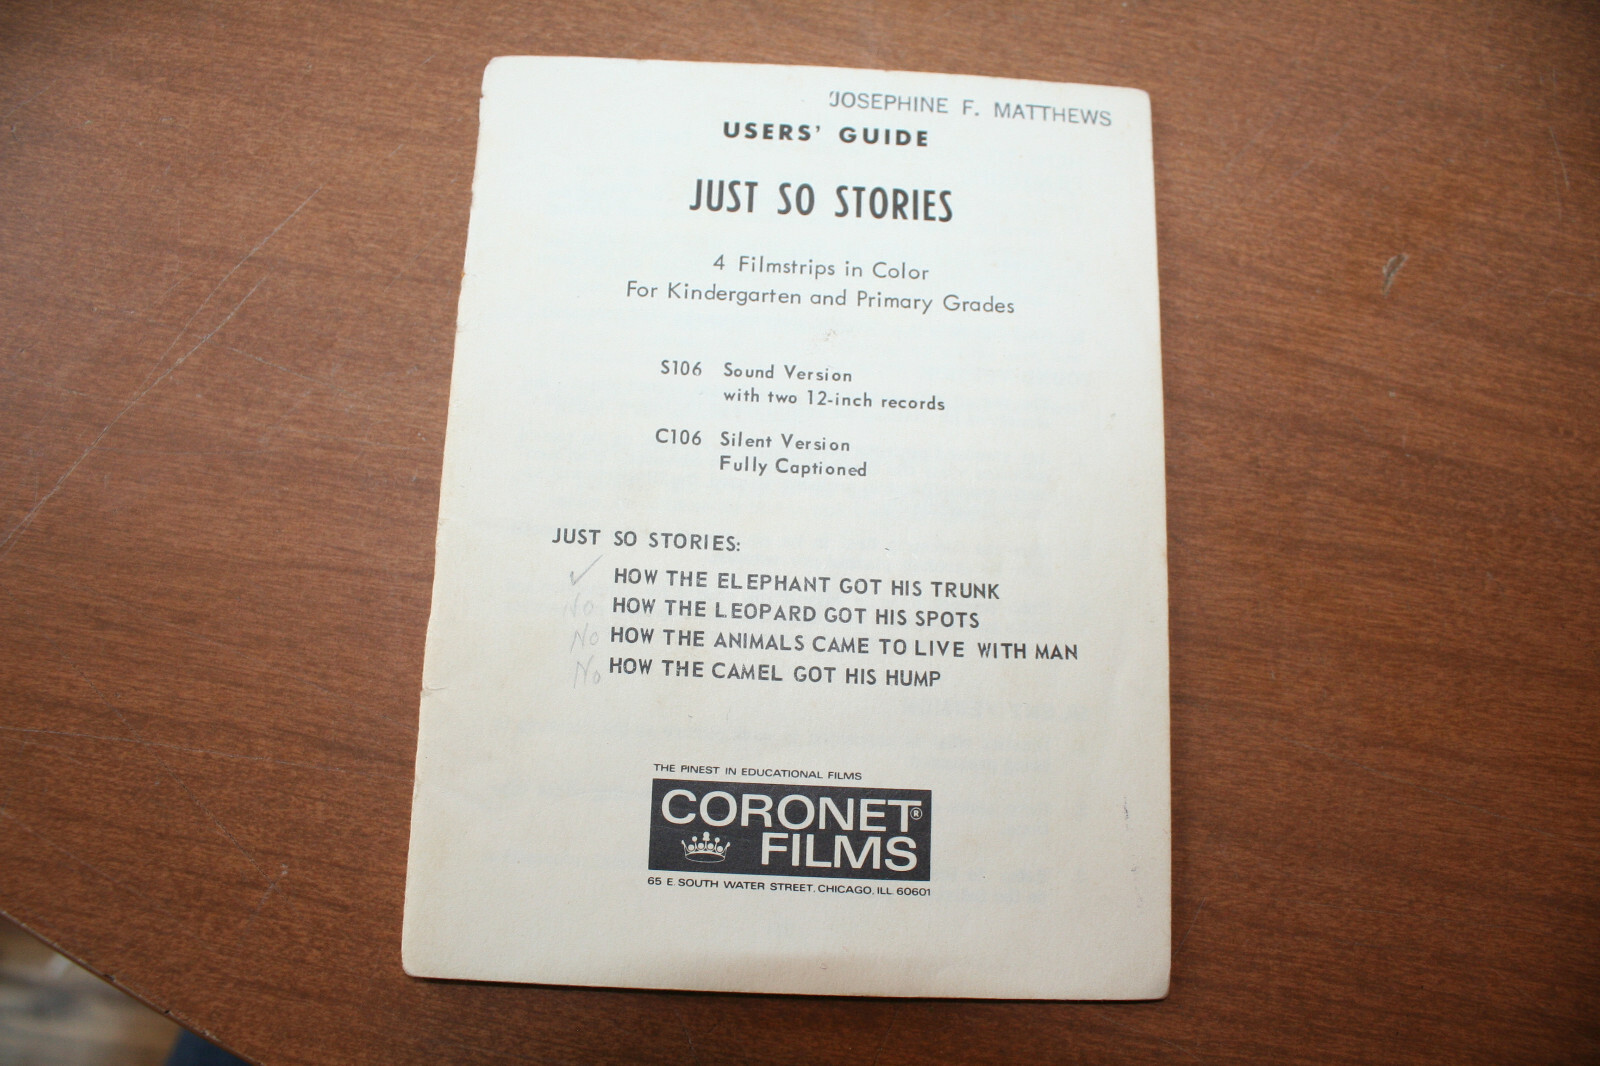 JOSEPHINE F. MATTHEWS
USERS' GUIDE
JUST SO STORIES
4 Filmstrips in Color
For Kindergarten and Primary Grades
S106 Sound Version
with two 12-inch records
C106 Silent Version
Fully Captioned
JUST SO STORIES:
✓ HOW THE ELEPHANT GOT HIS TRUNK
No HOW THE LEOPARD GOT HIS SPOTS
No HOW THE ANIMALS CAME TO LIVE WITH MAN
No HOW THE CAMEL GOT HIS HUMP
THE FINEST IN EDUCATIONAL FILMS
CORONET®
FILMS
65 E. SOUTH WATER STREET, CHICAGO, ILL. 60601